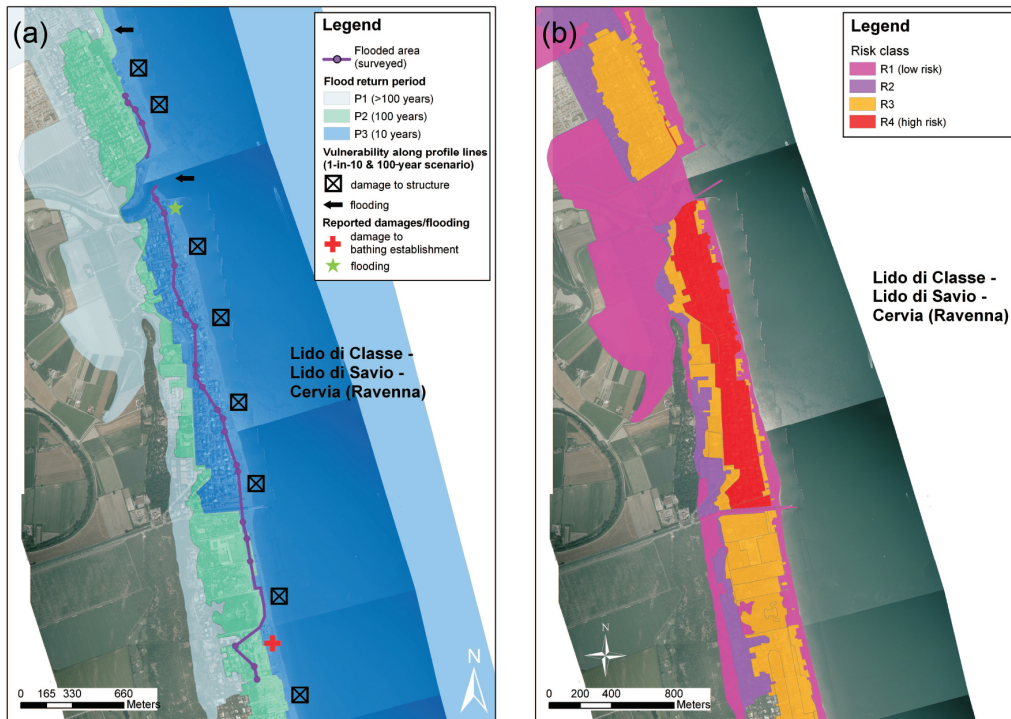 (a)
Legend
Flooded area
(surveyed)
Flood return period
P1 (>100 years)
P2 (100 years)
P3 (10 years)
Vulnerability along profile lines
(1-in-10 & 100-year scenario)
damage to structure
flooding
Reported damages/flooding
damage to
bathing establishment
flooding
Lido di Classe -
Lido di Savio -
Cervia (Ravenna)
N
0 165 330 660
Meters
(b)
Legend
Risk class
R1 (low risk)
R2
R3
R4 (high risk)
Lido di Classe -
Lido di Savio -
Cervia (Ravenna)
N
0 200 400 800
Meters